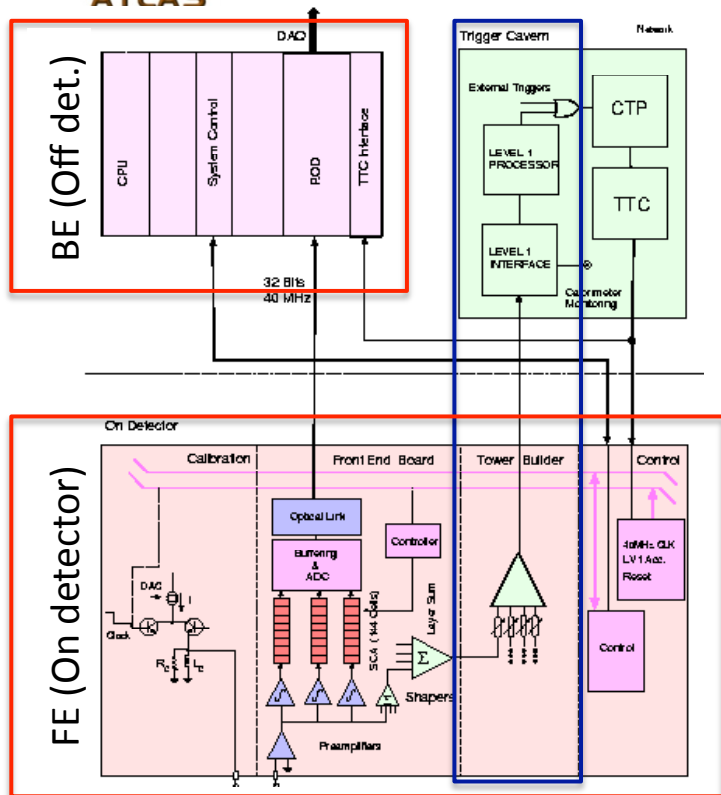 ATLAS
BE (Off det.)
DAQ
CPU
System Control
ROD
TTC Interface
32 Bits
40 MHz
Trigger Cavern
Network
External Triggers
CTP
LEVEL 1
PROCESSOR
TTC
LEVEL 1
INTERFACE
Calorimeter
Monitoring
FE (On detector)
On Detector
Calibration
Front End Board
Tower Builder
Control
Optical Link
Controller
Buffering
&
ADC
40MHz CLK
LV1 Acc.
Reset
DAC
I
Clock
SCA (144 Cells)
Layer Sum
Σ
Control
Σ
Shapers
Preamplifiers